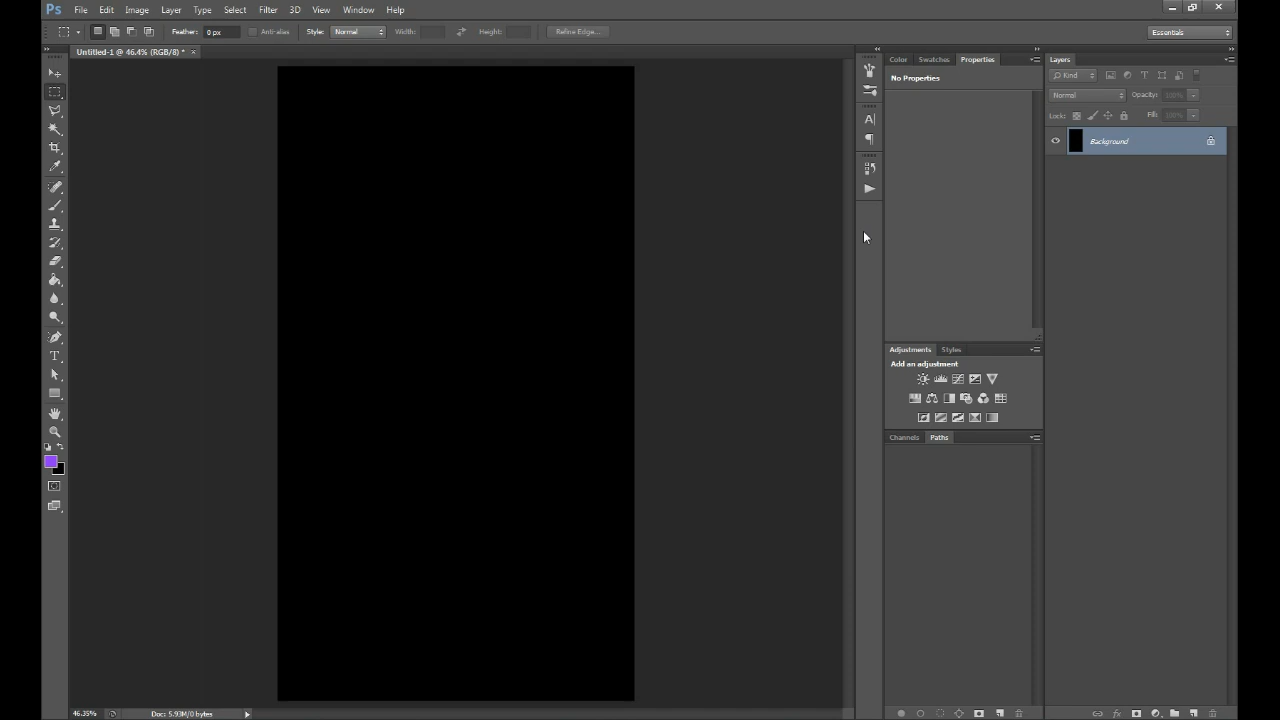 Ps File Edit Image Layer Type Select Filter 3D View Window Help
Feather: 0 px Anti-alias Style: Normal Width: Height: Refine Edge... Essentials
Untitled-1 @ 46.4% (RGB/8) * ×
Color Swatches Properties
No Properties
Layers
Kind
Normal Opacity: 100%
Lock: Fill: 100%
Background
Adjustments Styles
Add an adjustment
Channels Paths
46.35% Doc: 5.93M/0 bytes